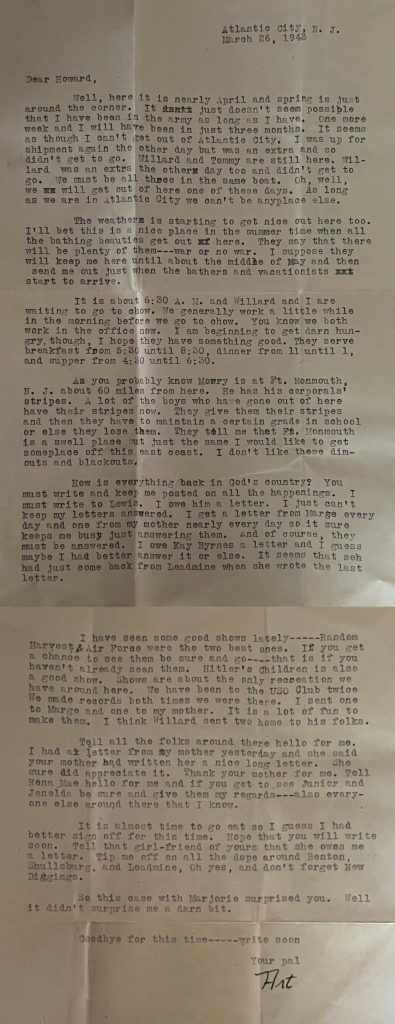 Atlantic City, N. J.
March 26, 1943
Dear Howard,
Well, here it is nearly April and spring is just
around the corner. It just doesn't seem possible
that I have been in the army as long as I have. One more
week and I will have been in just three months. It seems
as though I can't get out of Atlantic City. I was up for
shipment again the other day but was an extra and so
didn't get to go. Willard and Tommy are still here. Wil-
lard was an extra the other day too and didn't get to
go. We must be all three in the same boat. Oh, well,
we will get out of here one of these days. As long
as we are in Atlantic City we can't be anyplace else.
The weather is starting to get nice out here too.
I'll bet this is a nice place in the summer time when all
the bathing beauties get out here. They say that there
will be plenty of them---war or no war. I suppose they
will keep me here until about the middle of May and then
send me out just when the bathers and vacationists
start to arrive.
It is about 6:30 A. M. and Willard and I are
waiting to go to chow. We generally work a little while
in the morning before we go to chow. You know we both
work in the office now. I am beginning to get darn hun-
gry, though, I hope they have something good. They serve
breakfast from 5:30 until 8:30, dinner from 11 until 1,
and supper from 4:30 until 6:30.
As you probably know Mowry is at Ft. Monmouth,
N. J. about 60 miles from here. He has his corporals'
stripes. A lot of the boys who have gone out of here
have their stripes now. They give them their stripes
and then they have to maintain a certain grade in school
or else they lose them. They tell me that Ft. Monmouth
is a swell place but just the same I would like to get
someplace off this east coast. I don't like these dim-
outs and blackouts.
How is everything back in God's country? You
must write and keep me posted on all the happenings. I
must write to Lewis. I owe him a letter. I just can't
keep my letters answered. I get a letter from Marge every
day and one from my mother nearly every day so it sure
keeps me busy just answering them. And of course, they
must be answered. I owe Kay Byrnes a letter and I guess
maybe I had better answer it or else. It seems that seh
had just come back from Leadmine when she wrote the last
letter.
I have seen some good shows lately-----Random
Harvest & Air Force were the two best ones. If you get
a chance to see them be sure and go----that is if you
haven't already seen them. Hitler's Children is also
a good show. Shows are about the only recreation we
have around here. We have been to the USO Club twice
We made records both times we were there. I sent one
to Marge and one to my mother. It is a lot of fun to
make them. I think Willard sent two home to his folks.
Tell all the folks around there hello for me.
I had a letter from my mother yesterday and she said
your mother had written her a nice long letter. She
sure did appreciate it. Thank your mother for me. Tell
Rena Mae hello for me and if you get to see Junior and
Jenelda be sure and give them my regards---also every-
one else around there that I know.
It is almost time to go eat so I guess I had
better sign off for this time. Hope that you will write
soon. Tell that girl-friend of yours that she owes me
a letter. Tip me off on all the dope around Benton,
Shullsburg, and Leadmine, Oh yes, and don't forget New
Diggings.
So this case with Marjorie surprised you. Well
it didn't surprise me a darn bit.
Goodbye for this time-----write soon
Your pal
Art